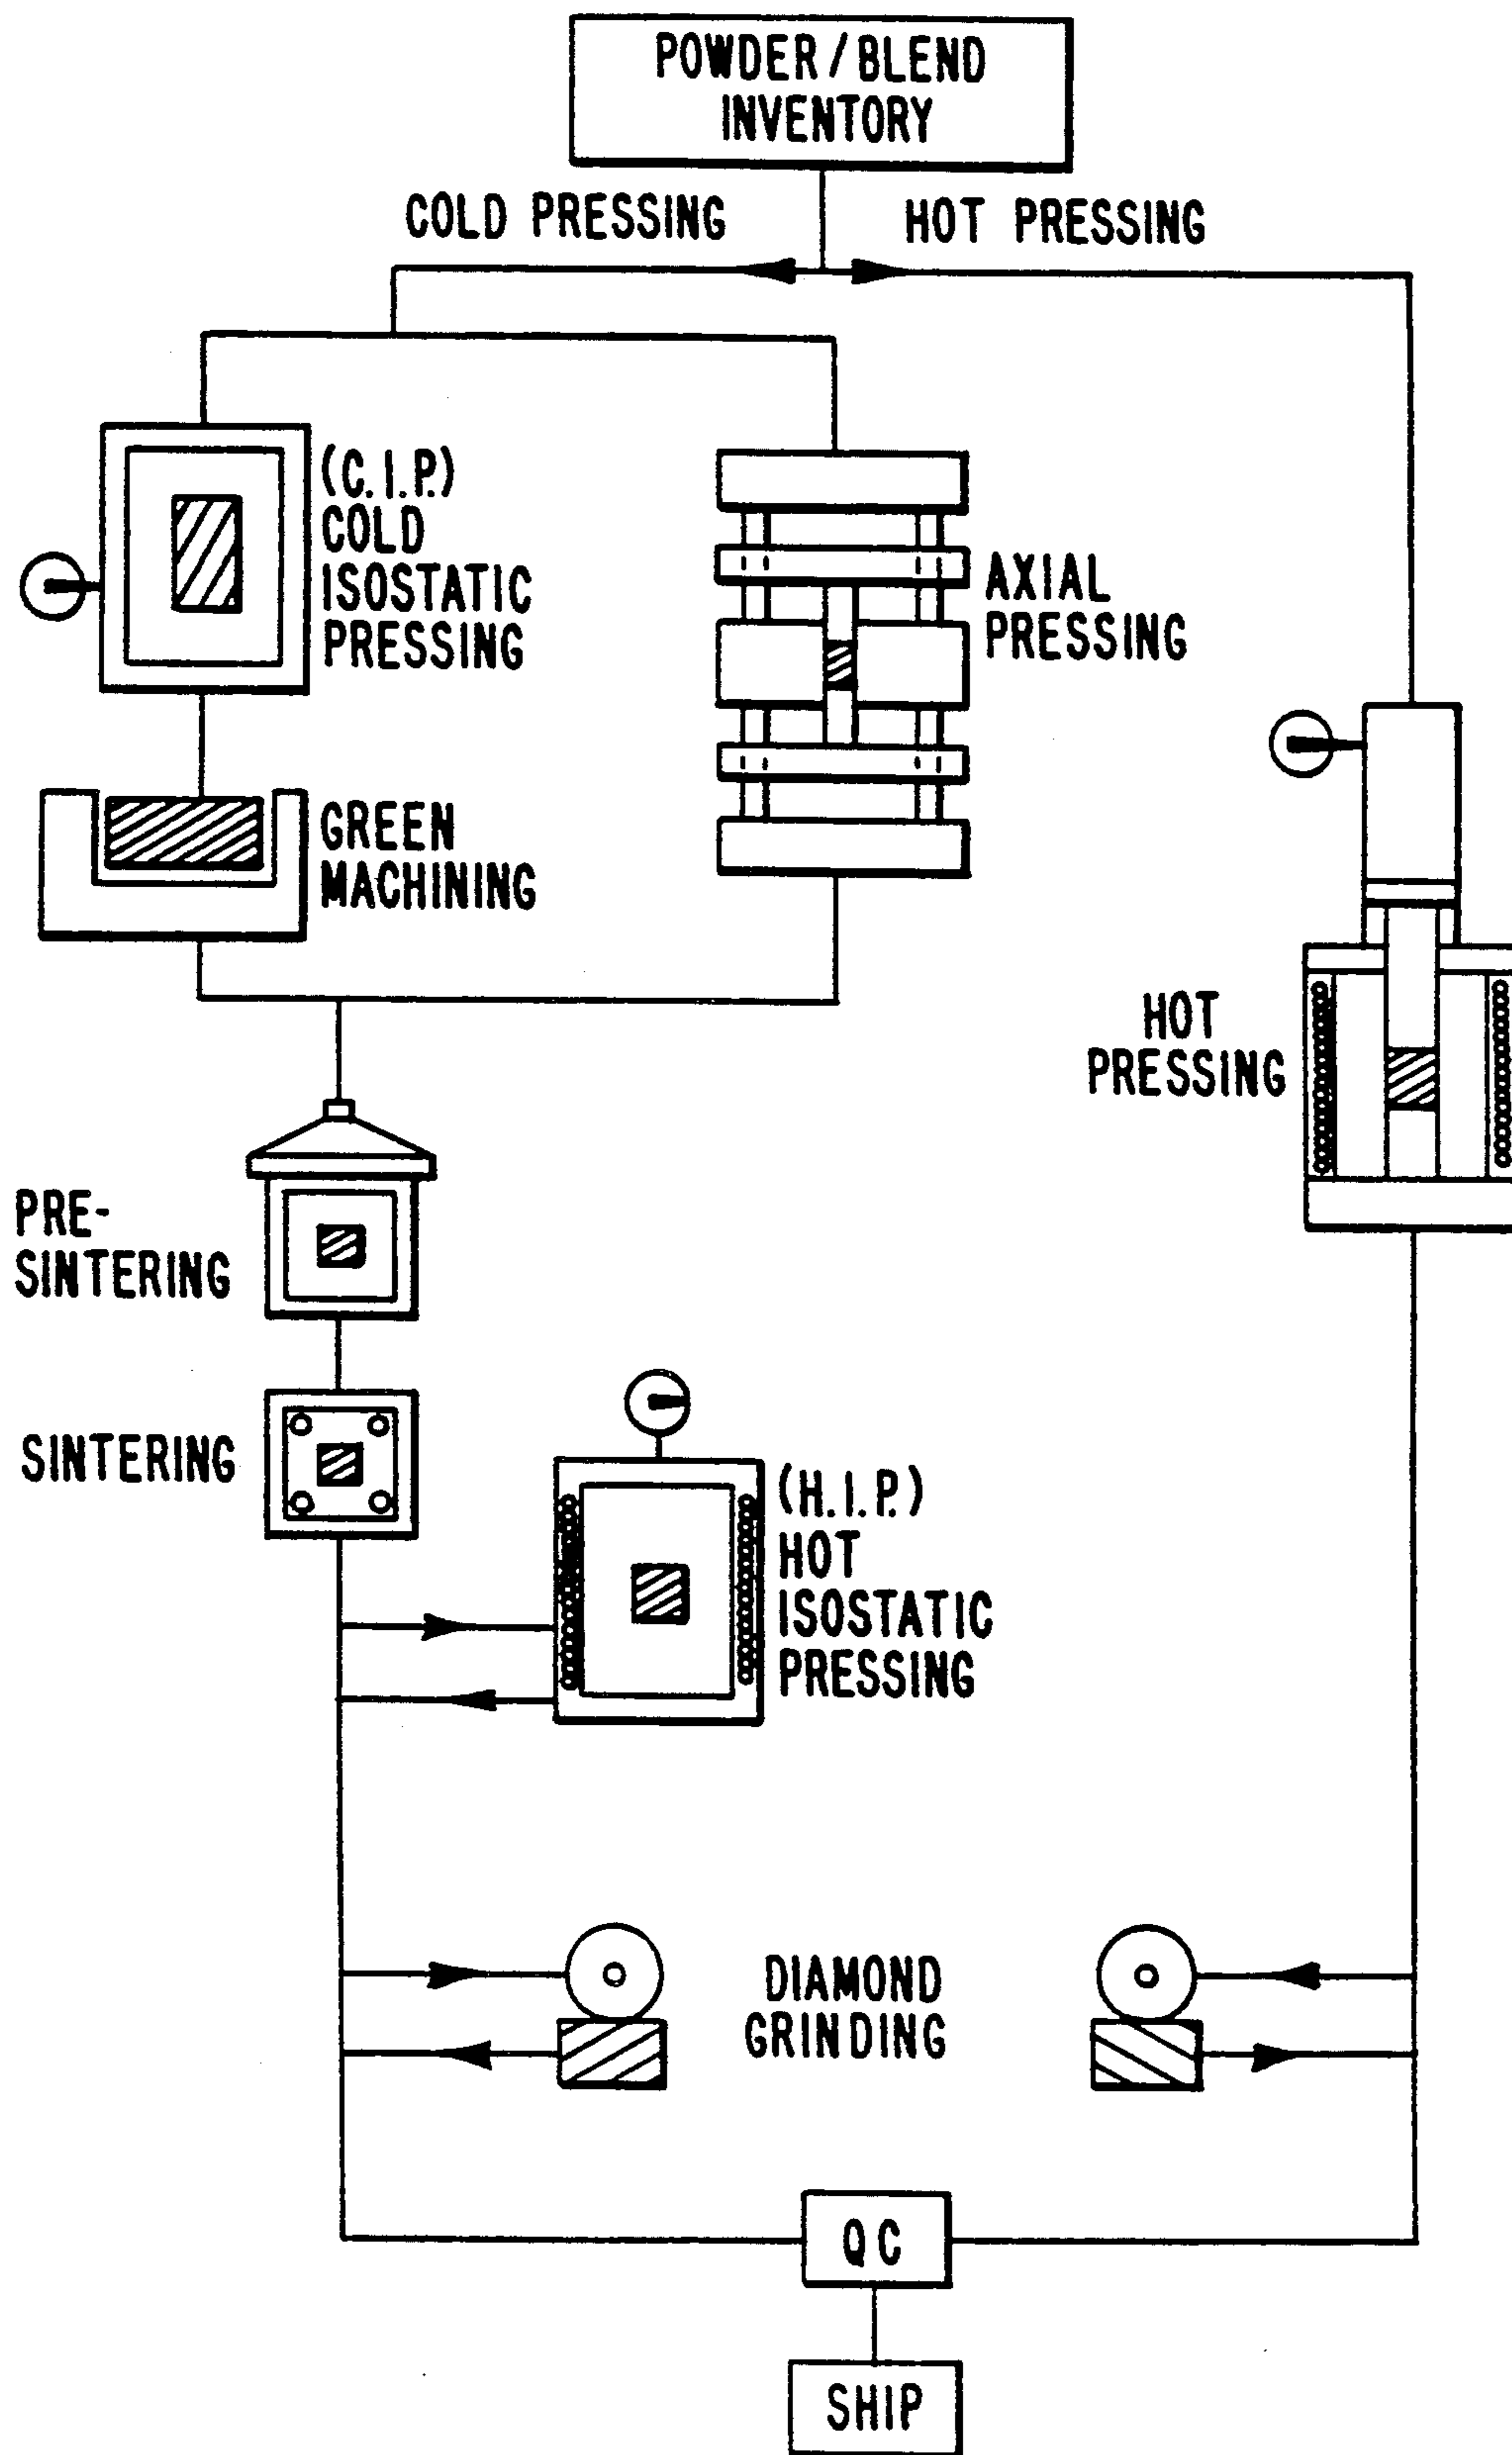 POWDER/BLEND
INVENTORY
COLD PRESSING
HOT PRESSING
(C.I.P.)
COLD
ISOSTATIC
PRESSING
AXIAL
PRESSING
GREEN
MACHINING
HOT
PRESSING
PRE-
SINTERING
SINTERING
(H.I.P.)
HOT
ISOSTATIC
PRESSING
DIAMOND
GRINDING
QC
SHIP